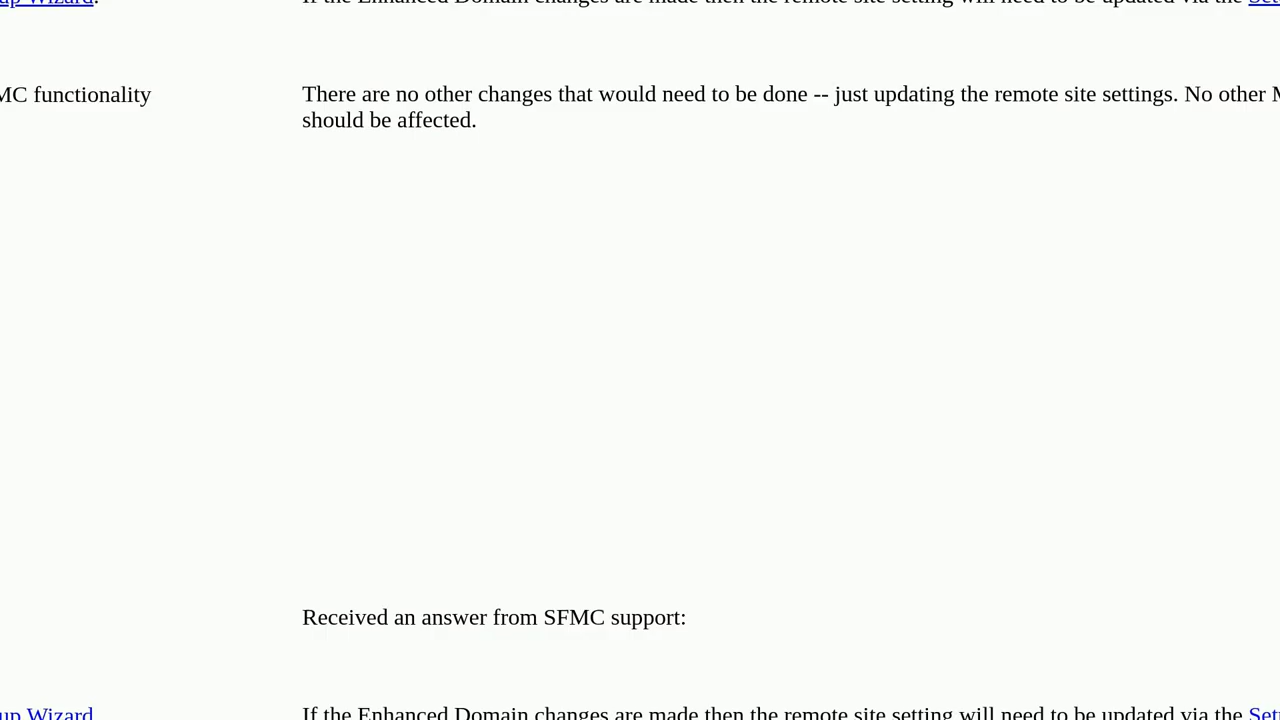 up Wizard.
If the Enhanced Domain changes are made then the remote site setting will need to be updated via the
MC functionality
There are no other changes that would need to be done -- just updating the remote site settings. No other
should be affected.
Received an answer from SFMC support:
up Wizard
If the Enhanced Domain changes are made then the remote site setting will need to be updated via the